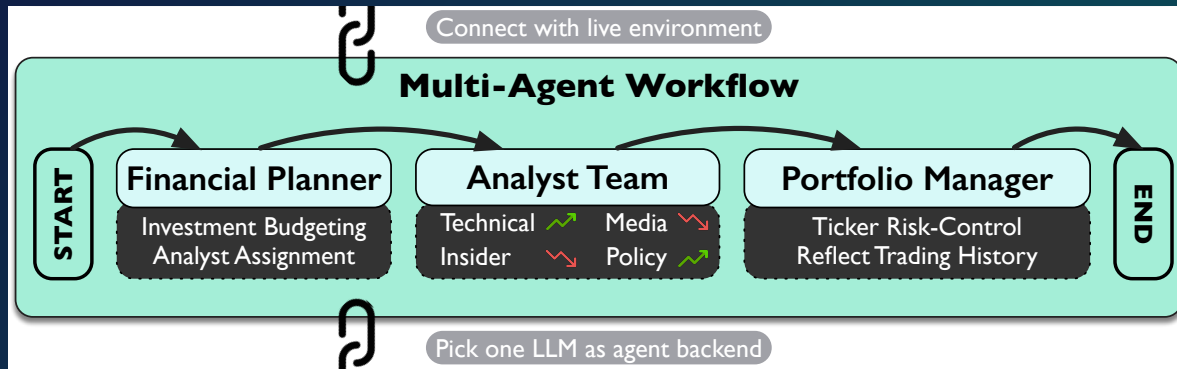 Connect with live environment
Multi-Agent Workflow
START
Financial Planner
Investment Budgeting
Analyst Assignment
Analyst Team
Technical
Media
Insider
Policy
Portfolio Manager
Ticker Risk-Control
Reflect Trading History
END
Pick one LLM as agent backend